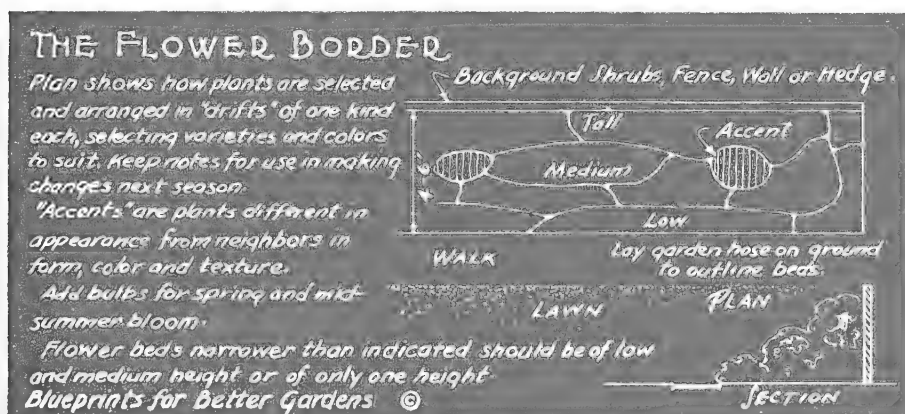 THE FLOWER BORDER
Plan shows how plants are selected
and arranged in "drifts" of one kind
each, selecting varieties and colors
to suit. Keep notes for use in making
changes next season.
"Accents" are plants different in
appearance from neighbors in
form, color and texture.
Add bulbs for spring and mid-
summer bloom.
Flower beds narrower than indicated should be of low
and medium height or of only one height
Blueprints for Better Gardens ©
Background Shrubs, Fence, Wall or Hedge.
Tall
Accent
Medium
Low
WALK
Lay garden hose on ground
to outline beds.
LAWN
PLAN
SECTION